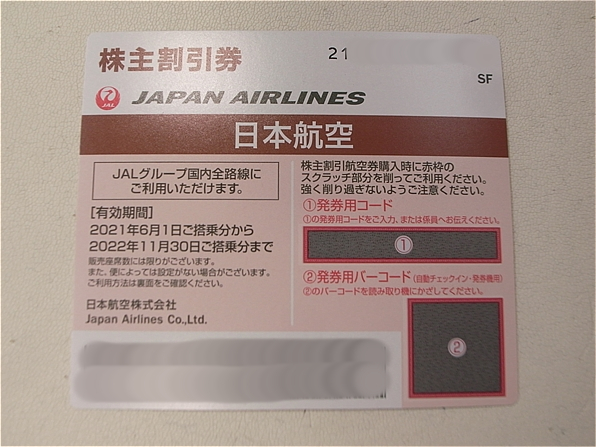 株主割引券
21
SF
JAL
JAPAN AIRLINES
日本航空
JALグループ国内全路線に
ご利用いただけます。
[有効期間]
2021年6月1日ご搭乗分から
2022年11月30日ご搭乗分まで
販売座席数には限りがございます。
また、便によっては設定がない場合がございます。
ご利用方法は裏面をご確認ください。
日本航空株式会社
Japan Airlines Co.,Ltd.
株主割引航空券購入時に赤枠の
スクラッチ部分を削ってご利用ください。
強く削り過ぎないようご注意ください。
①発券用コード
①の発券用コードをご入力、または係員へお伝えください。
①
②発券用バーコード(自動チェックイン・発券機用)
②のバーコードを読み取り機にかざしてください。
②